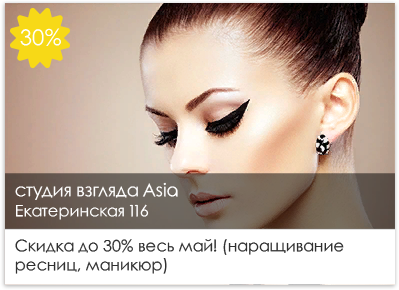 30%
студия взгляда Asia
Екатеринская 116
Скидка до 30% весь май! (наращивание
ресниц, маникюр)